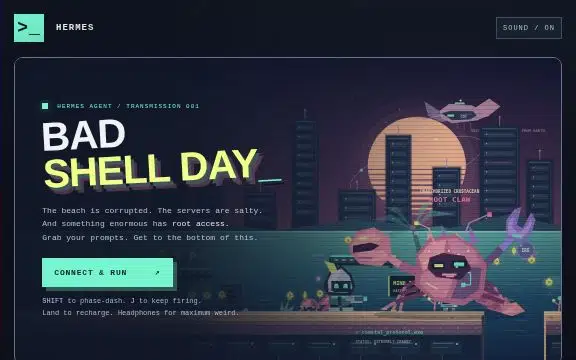 >_ HERMES
SOUND / ON
HERMES AGENT / TRANSMISSION 001
BAD
SHELL DAY_
The beach is corrupted. The servers are salty.
And something enormous has root access.
Grab your prompts. Get to the bottom of this.
CONNECT & RUN ↗
SHIFT to phase-dash. J to keep firing.
Land to recharge. Headphones for maximum weird.
CRUSTACEAN
ROOT CLAW